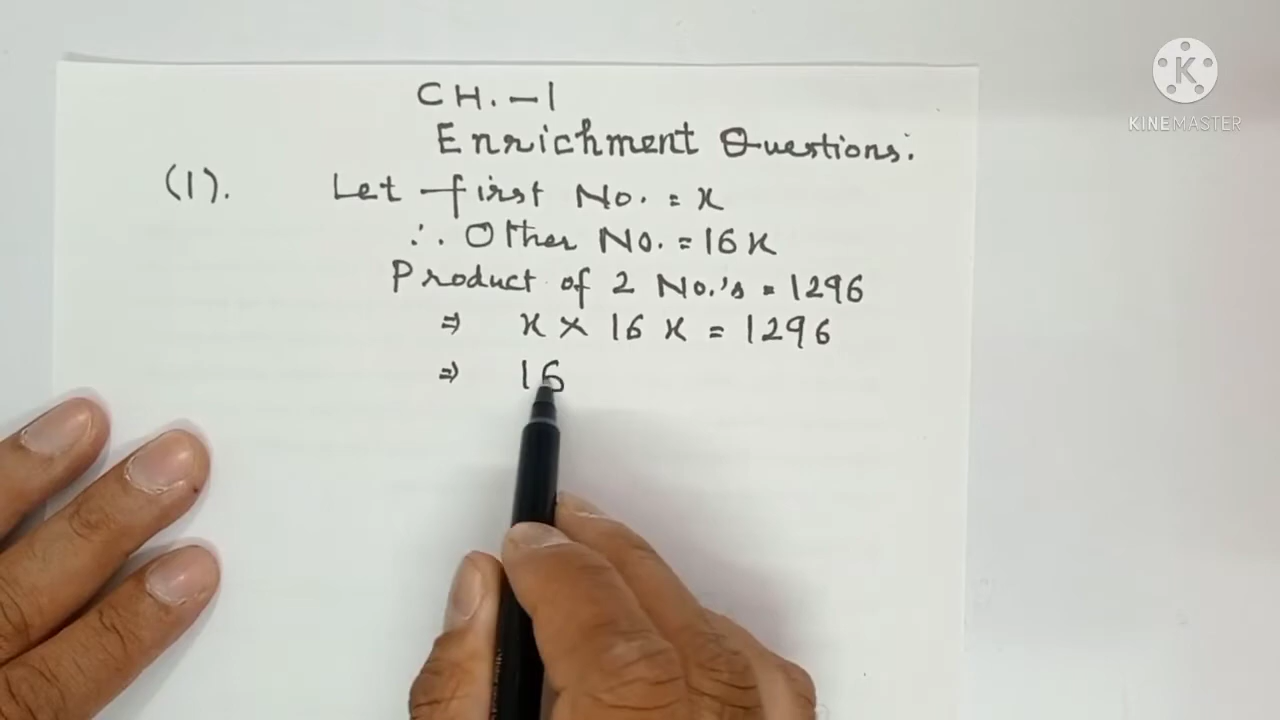 CH.-1
Enrichment Questions.
(1). Let first No. = x
∴ Other No. = 16x
Product of 2 No.'s = 1296
⇒ x × 16 x = 1296
⇒ 16
K
KINEMASTER